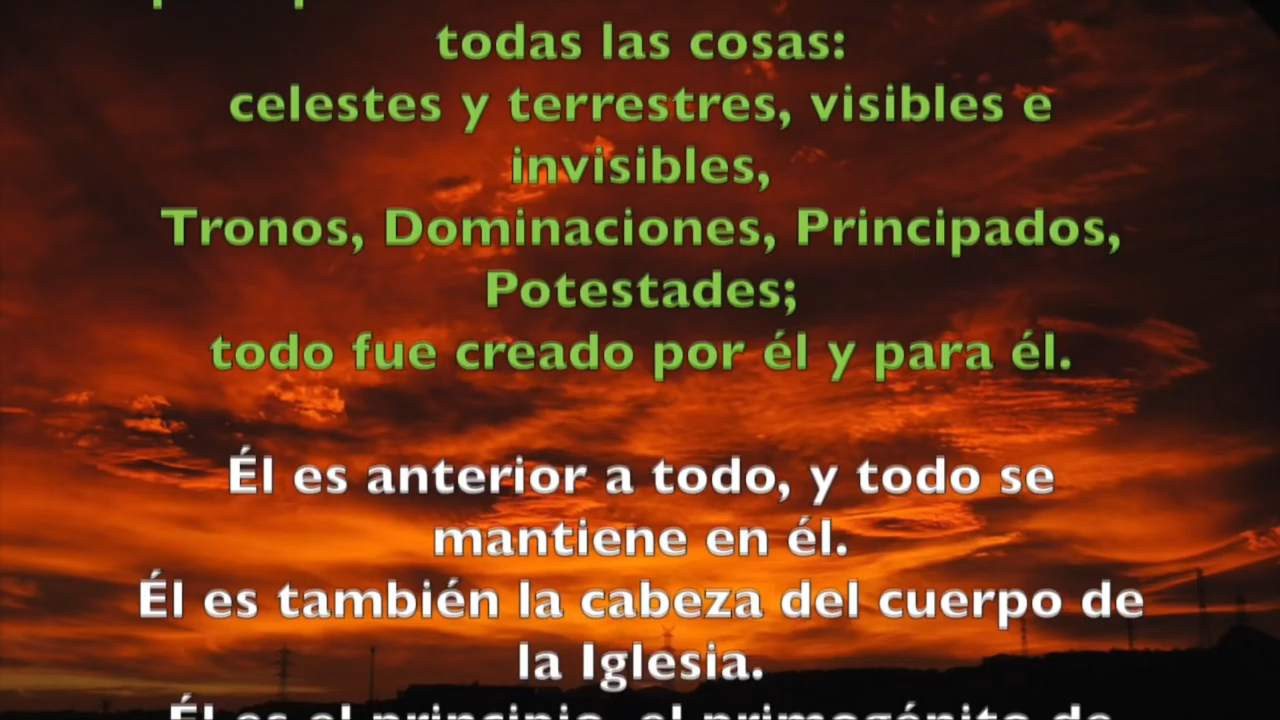 todas las cosas:
celestes y terrestres, visibles e
invisibles,
Tronos, Dominaciones, Principados,
Potestades;
todo fue creado por él y para él.
Él es anterior a todo, y todo se
mantiene en él.
Él es también la cabeza del cuerpo de
la Iglesia.
Él es el principio, el primogénito de